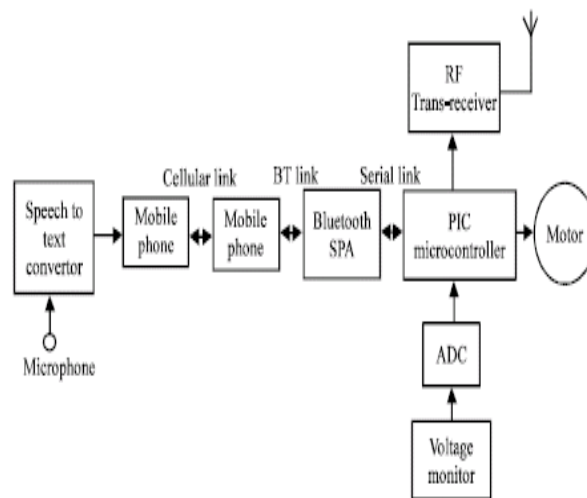 RF
Trans-receiver
Cellular link
BT link
Serial link
Speech to
text
convertor
Mobile
phone
Mobile
phone
Bluetooth
SPA
PIC
microcontroller
Motor
Microphone
ADC
Voltage
monitor